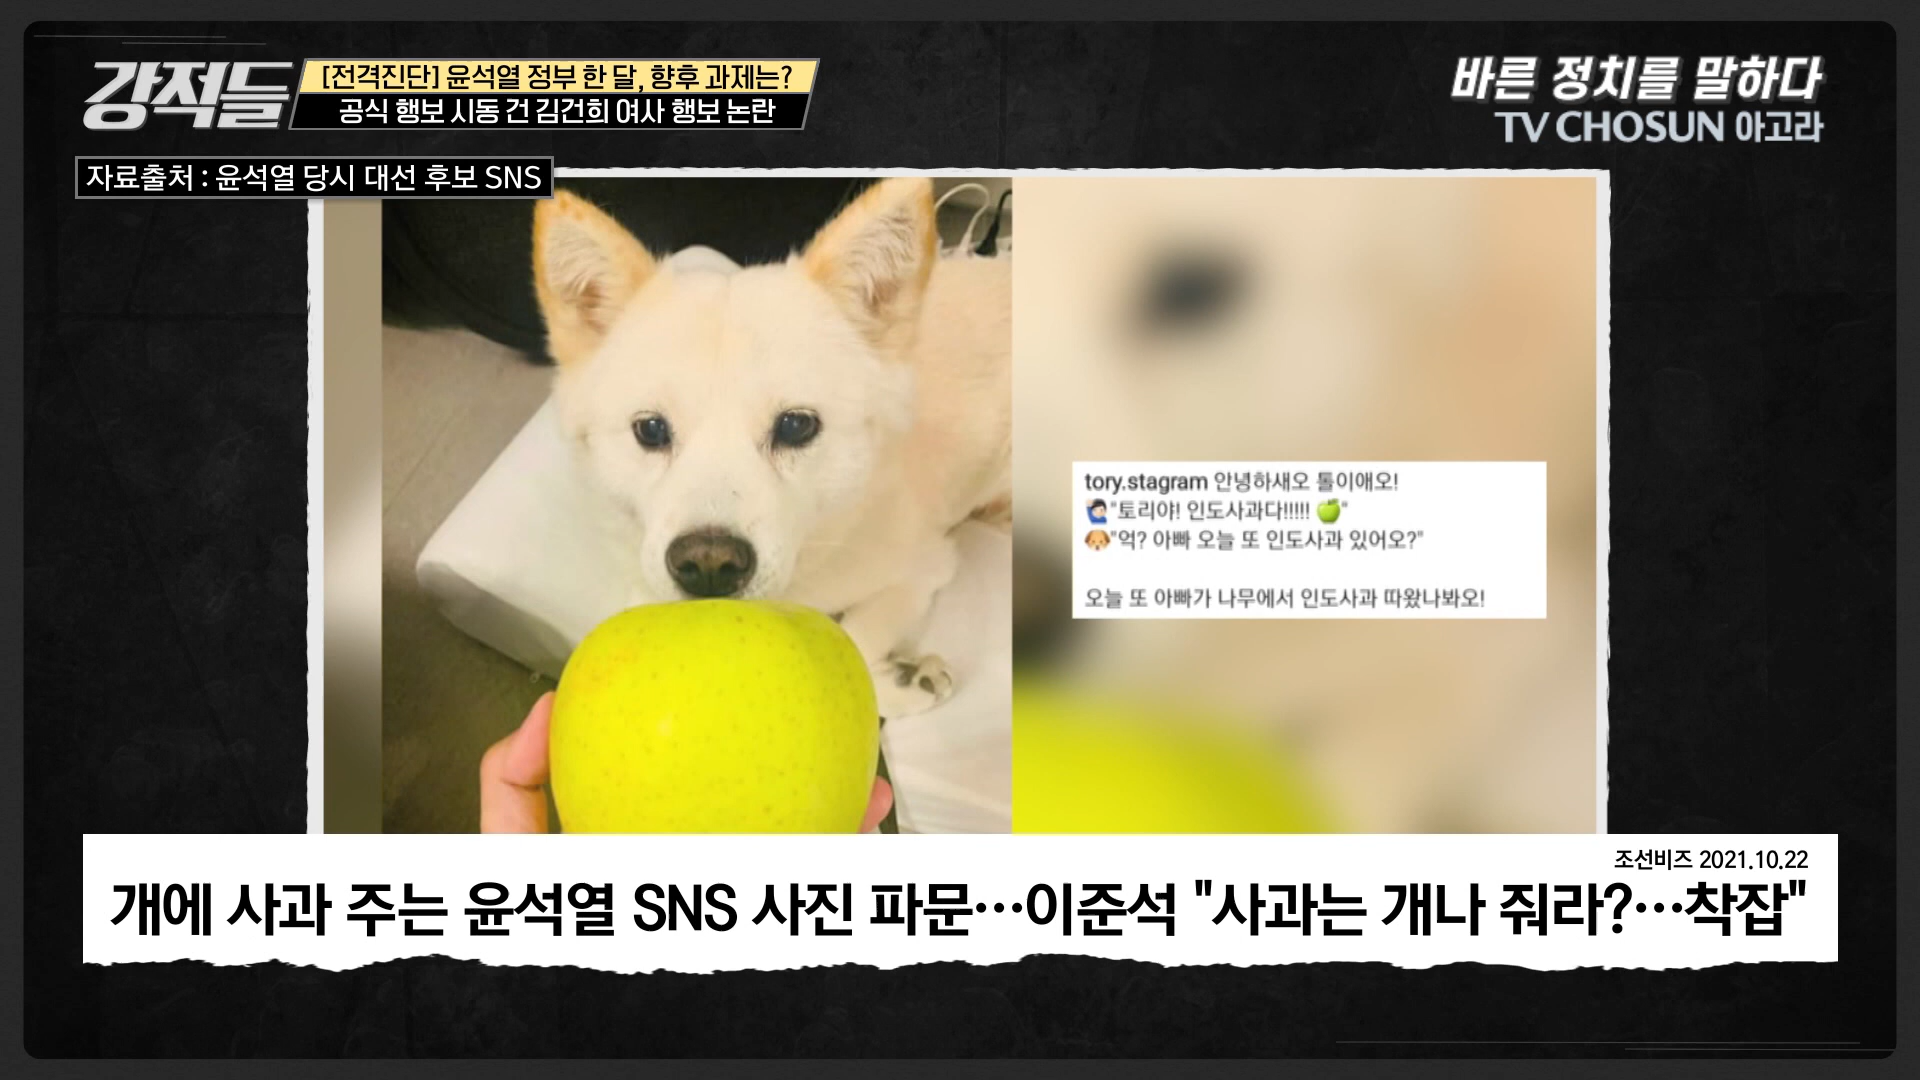 강적들
[전격진단] 윤석열 정부 한 달, 향후 과제는?
공식 행보 시동 건 김건희 여사 행보 논란
바른 정치를 말하다
TV CHOSUN 아고라
자료출처 : 윤석열 당시 대선 후보 SNS
tory.stagram 안녕하새오 톨이애오!
🙋🏻‍♂️"토리야! 인도사과다!!!!! 🍏"
🐶"억? 아빠 오늘 또 인도사과 있어오?"
오늘 또 아빠가 나무에서 인도사과 따왔나봐오!
조선비즈 2021.10.22
개에 사과 주는 윤석열 SNS 사진 파문…이준석 "사과는 개나 줘라?…착잡"